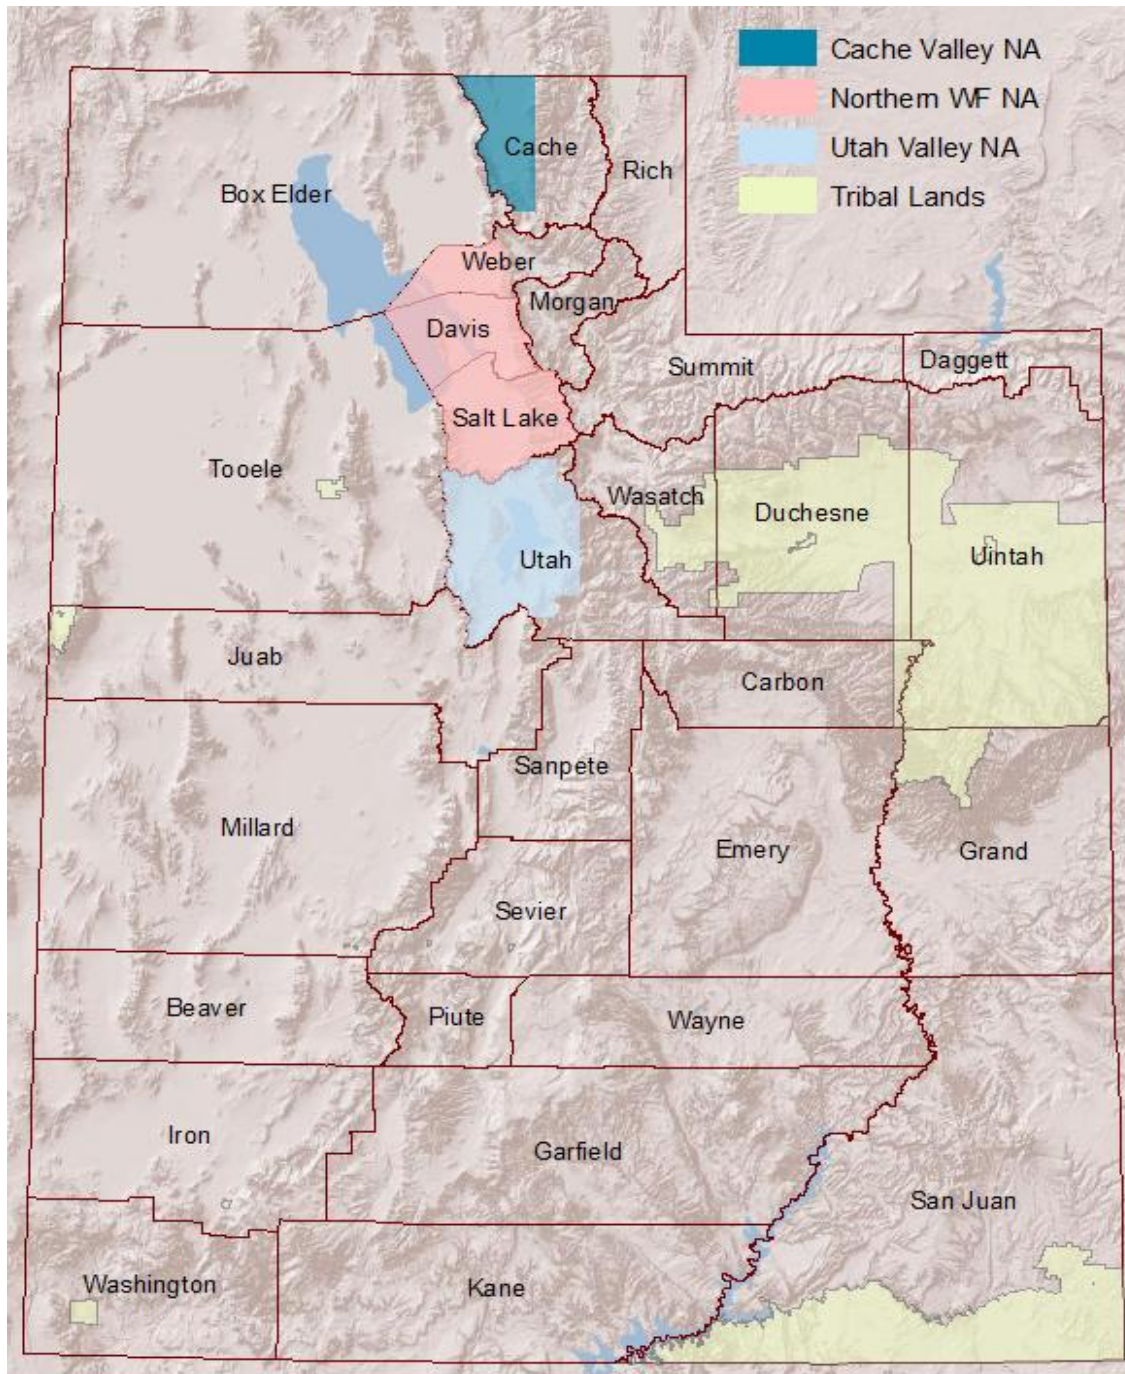 Cache Valley NA
Northern WF NA
Utah Valley NA
Tribal Lands
Cache
Rich
Box Elder
Weber
Morgan
Davis
Summit
Daggett
Salt Lake
Tooele
Wasatch
Duchesne
Utah
Uintah
Juab
Carbon
Sanpete
Millard
Emery
Grand
Sevier
Beaver
Piute
Wayne
Iron
Garfield
San Juan
Washington
Kane